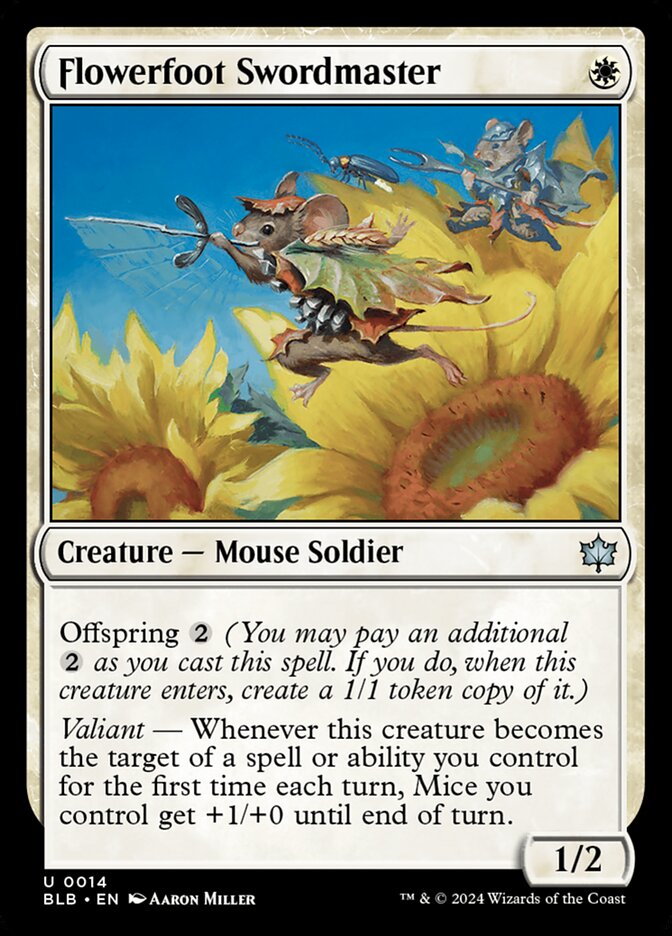 Flowerfoot Swordmaster
Creature — Mouse Soldier
Offspring 2 (You may pay an additional
2 as you cast this spell. If you do, when this
creature enters, create a 1/1 token copy of it.)
Valiant — Whenever this creature becomes
the target of a spell or ability you control
for the first time each turn, Mice you
control get +1/+0 until end of turn.
1/2
U 0014
BLB • EN Aaron Miller
™ & © 2024 Wizards of the Coast